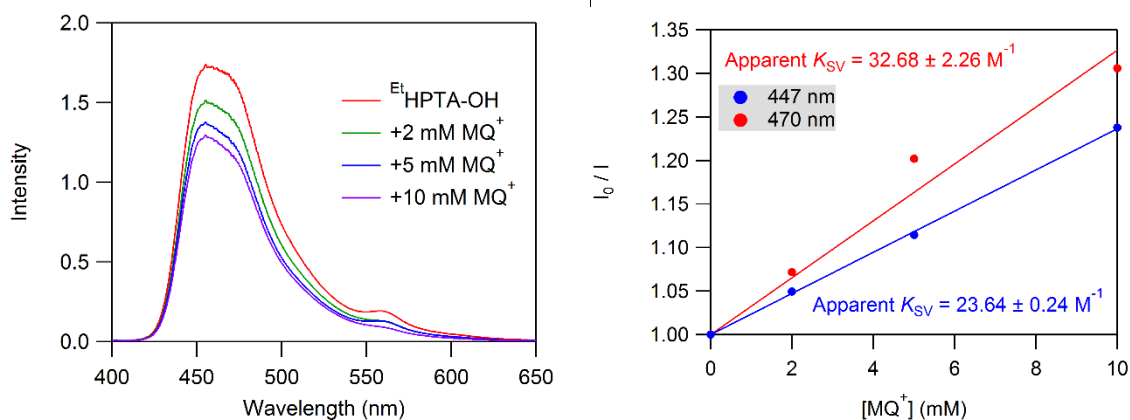 2.0
1.5
1.0
0.5
0.0
Intensity
400
450
500
550
600
650
Wavelength (nm)
EtHPTA-OH
+2 mM MQ+
+5 mM MQ+
+10 mM MQ+
1.35
1.30
1.25
1.20
1.15
1.10
1.05
1.00
I0 / I
0
2
4
6
8
10
[MQ+] (mM)
Apparent KSV = 32.68 ± 2.26 M-1
447 nm
470 nm
Apparent KSV = 23.64 ± 0.24 M-1